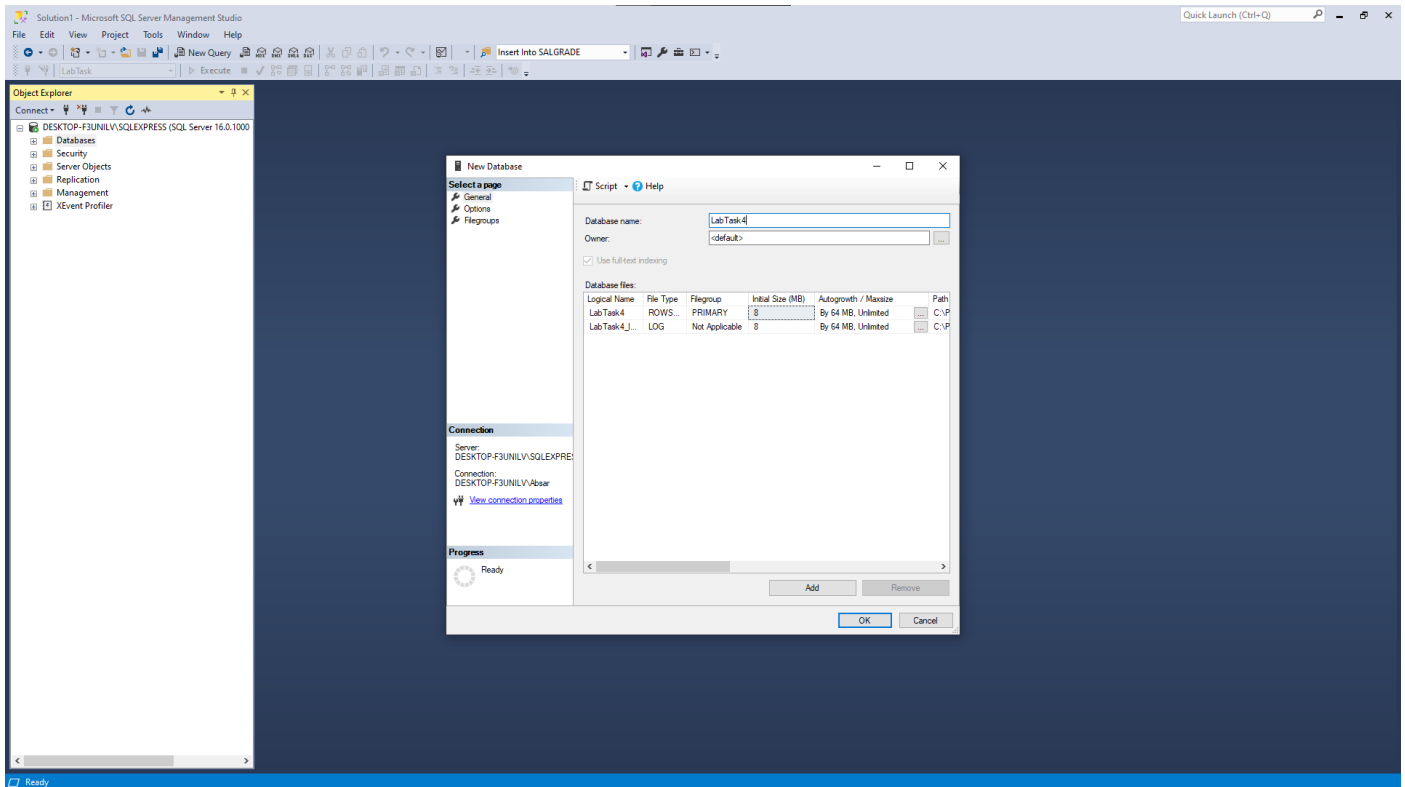 Solution1 - Microsoft SQL Server Management Studio
Quick Launch (Ctrl+Q)
File Edit View Project Tools Window Help
New Query
Insert Into SALGRADE
LabTask
Execute
Object Explorer
Connect
DESKTOP-F3UNILV\SQLEXPRESS (SQL Server 16.0.1000
Databases
Security
Server Objects
Replication
Management
XEvent Profiler
New Database
Select a page
General
Options
Filegroups
Connection
Server:
DESKTOP-F3UNILV\SQLEXPRE
Connection:
DESKTOP-F3UNILV\Absar
View connection properties
Progress
Ready
Script Help
Database name: LabTask4
Owner: <default> ...
Use full-text indexing
Database files:
Logical Name File Type Filegroup Initial Size (MB) Autogrowth / Maxsize Path
LabTask4 ROWS... PRIMARY 8 By 64 MB, Unlimited ... C:\P
LabTask4_l... LOG Not Applicable 8 By 64 MB, Unlimited ... C:\P
Add Remove
OK Cancel
Ready